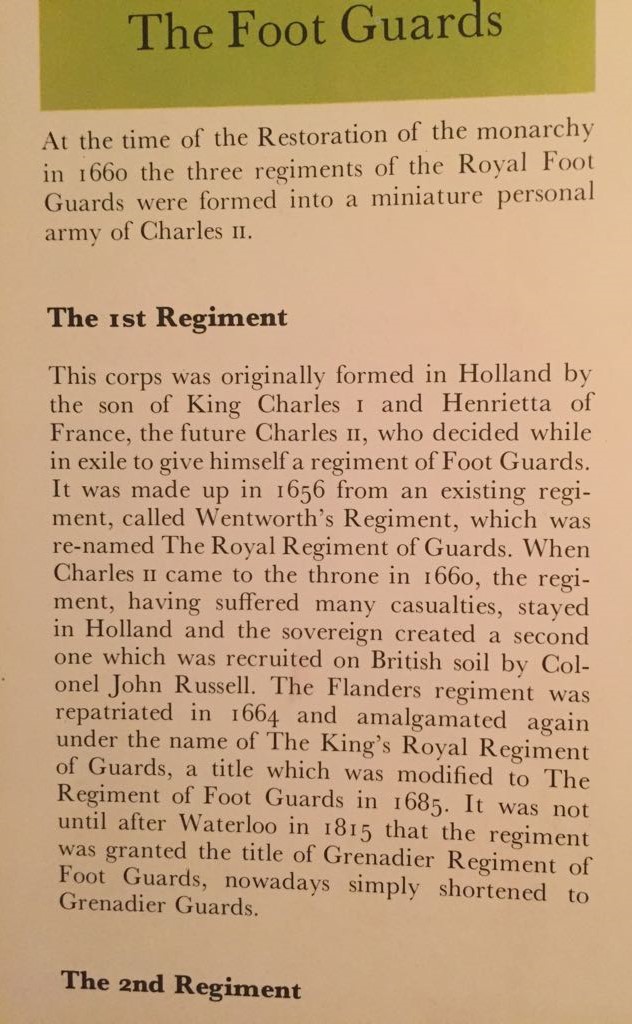 The Foot Guards
At the time of the Restoration of the monarchy
in 1660 the three regiments of the Royal Foot
Guards were formed into a miniature personal
army of Charles II.
The 1st Regiment
This corps was originally formed in Holland by
the son of King Charles I and Henrietta of
France, the future Charles II, who decided while
in exile to give himself a regiment of Foot Guards.
It was made up in 1656 from an existing regi-
ment, called Wentworth's Regiment, which was
re-named The Royal Regiment of Guards. When
Charles II came to the throne in 1660, the regi-
ment, having suffered many casualties, stayed
in Holland and the sovereign created a second
one which was recruited on British soil by Col-
onel John Russell. The Flanders regiment was
repatriated in 1664 and amalgamated again
under the name of The King's Royal Regiment
of Guards, a title which was modified to The
Regiment of Foot Guards in 1685. It was not
until after Waterloo in 1815 that the regiment
was granted the title of Grenadier Regiment of
Foot Guards, nowadays simply shortened to
Grenadier Guards.
The 2nd Regiment